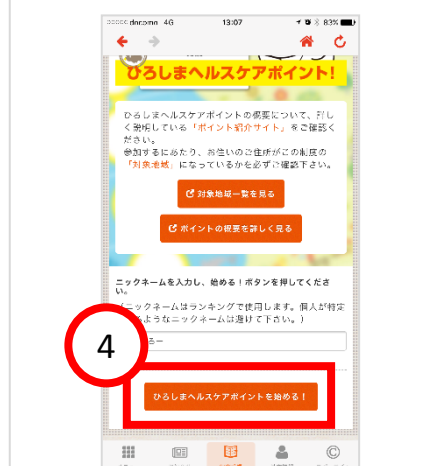 docomo 4G 13:07 83%
ひろしまヘルスケアポイント!
ひろしまヘルスケアポイントの概要について、詳し
く説明している「ポイント紹介サイト」をご確認く
ださい。
参加するにあたり、お住いのご住所がこの制度の
「対象地域」になっているかを必ずご確認下さい。
対象地域一覧を見る
ポイントの概要を詳しく見る
ニックネームを入力し、始める!ボタンを押してくださ
い。
ニックネームはランキングで使用します。個人が特定
ようなニックネームは避けて下さい。)
4
るー
ひろしまヘルスケアポイントを始める!